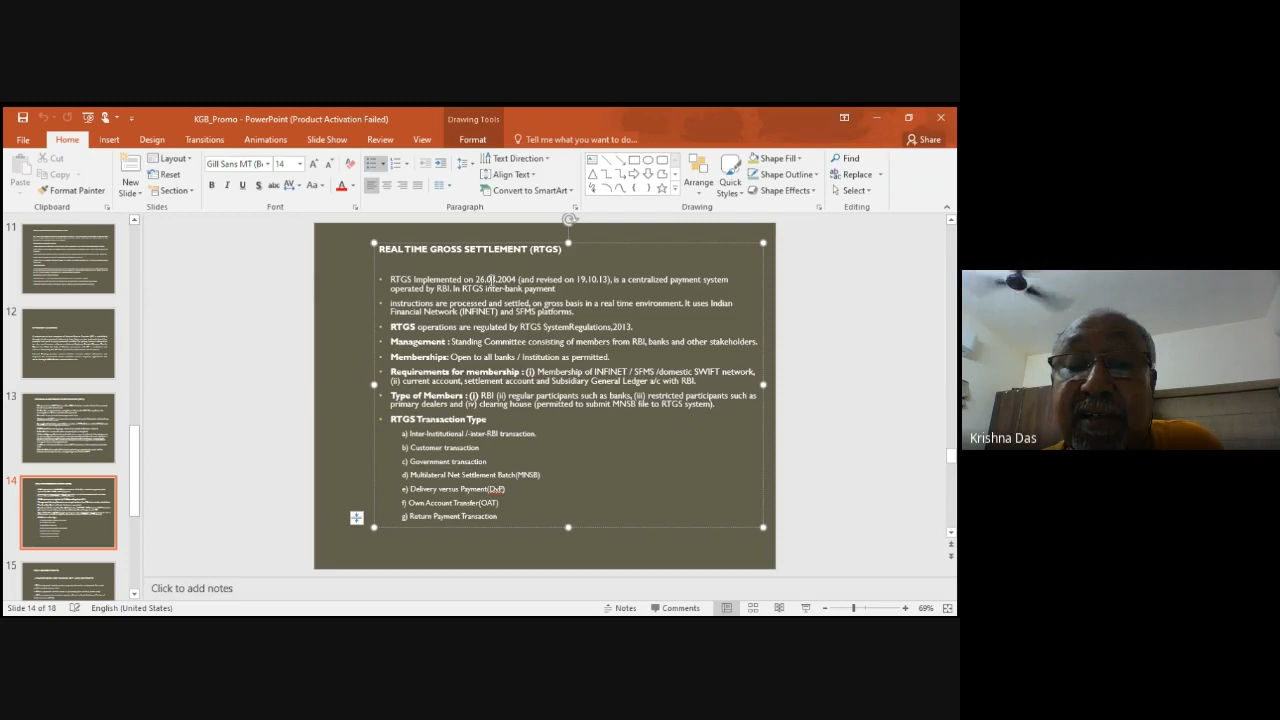 KGB_Promo - PowerPoint (Product Activation Failed)
Drawing Tools
File Home Insert Design Transitions Animations Slide Show Review View Format Tell me what you want to do... Share
Paste
Cut
Copy
Format Painter
Clipboard
New Slide
Layout
Reset
Section
Slides
Gill Sans MT (B 14
Font
Text Direction
Align Text
Convert to SmartArt
Paragraph
Arrange
Quick Styles
Shape Fill
Shape Outline
Shape Effects
Drawing
Find
Replace
Select
Editing
11
12
13
14
15
REAL TIME GROSS SETTLEMENT (RTGS)
• RTGS Implemented on (and revised on 19.10.13), is a centralized payment system
operated by RBI. In RTGS inter-bank payment
• instructions are processed and settled, on gross basis in a real time environment. It uses Indian
Financial Network (INFINET) and SFMS platforms.
• RTGS operations are regulated by RTGS SystemRegulations,2013.
• Management : Standing Committee consisting of members from RBI, banks and other stakeholders.
• Memberships: Open to all banks / Institution as permitted.
• Requirements for membership : (i) Membership of INFINET / SFMS /domestic SWIFT network,
(ii) current account, settlement account and Subsidiary General Ledger a/c with RBI.
• Type of Members : (i) RBI (ii) regular participants such as banks, (iii) restricted participants such as
primary dealers and (iv) clearing house (permitted to submit MNSB file to RTGS system).
• RTGS Transaction Type
a) Inter-Institutional /-inter-RBI transaction.
b) Customer transaction
c) Government transaction
d) Multilateral Net Settlement Batch(MNSB)
e) Delivery versus Payment(DvP)
f) Own Account Transfer(OAT)
g) Return Payment Transaction
Click to add notes
Slide 14 of 18 English (United States) Notes Comments 69%
Krishna Das